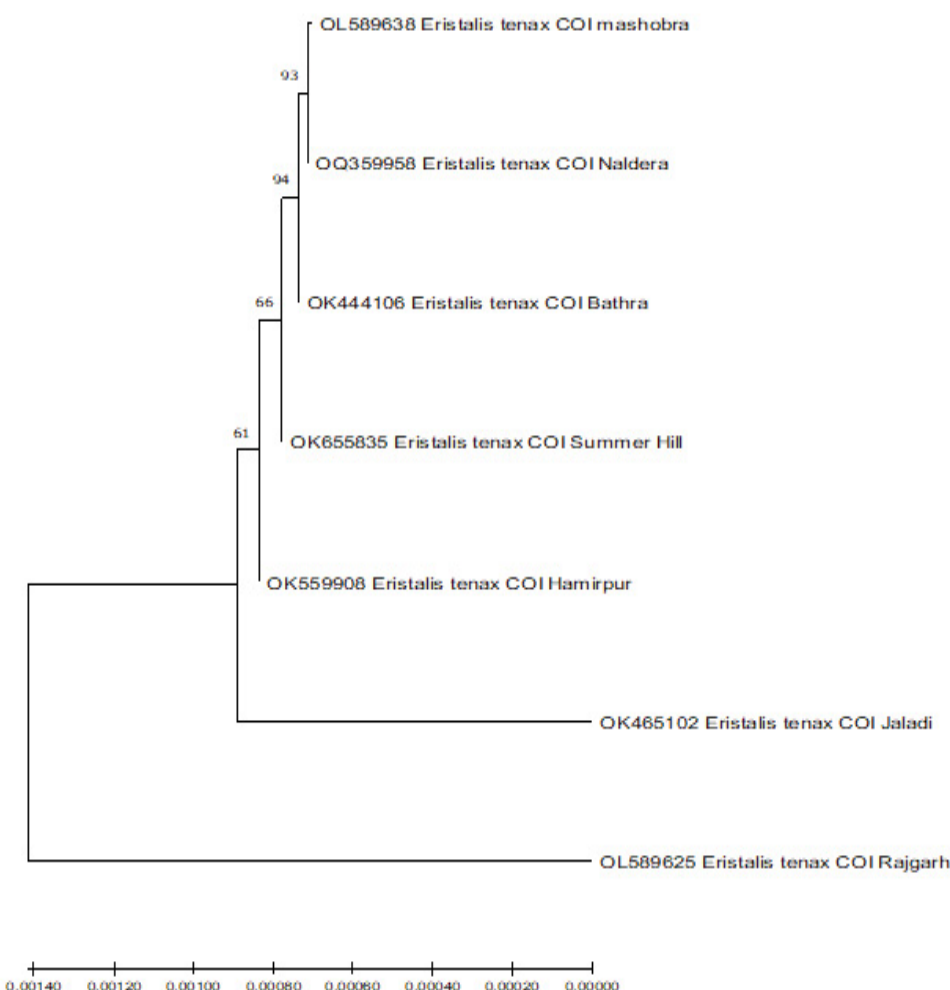 OL589638 Eristalis tenax COI mashobra
93
OQ359958 Eristalis tenax COI Naldera
94
66
OK444106 Eristalis tenax COI Bathra
61
OK655835 Eristalis tenax COI Summer Hill
OK559908 Eristalis tenax COI Hamirpur
OK465102 Eristalis tenax COI Jaladi
OL589625 Eristalis tenax COI Rajgarh
0.00140 0.00120 0.00100 0.00080 0.00060 0.00040 0.00020 0.00000